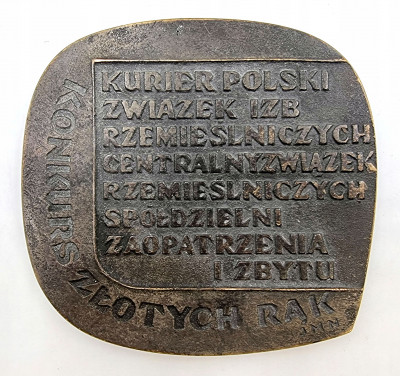 KURIER POLSKI
ZWIĄZEK IZB
RZEMIEŚLNICZYCH
CENTRALNY ZWIĄZEK
RZEMIEŚLNICZYCH
SPÓŁDZIELNI
ZAOPATRZENIA
I ZBYTU
KONKURS ZŁOTYCH RĄK